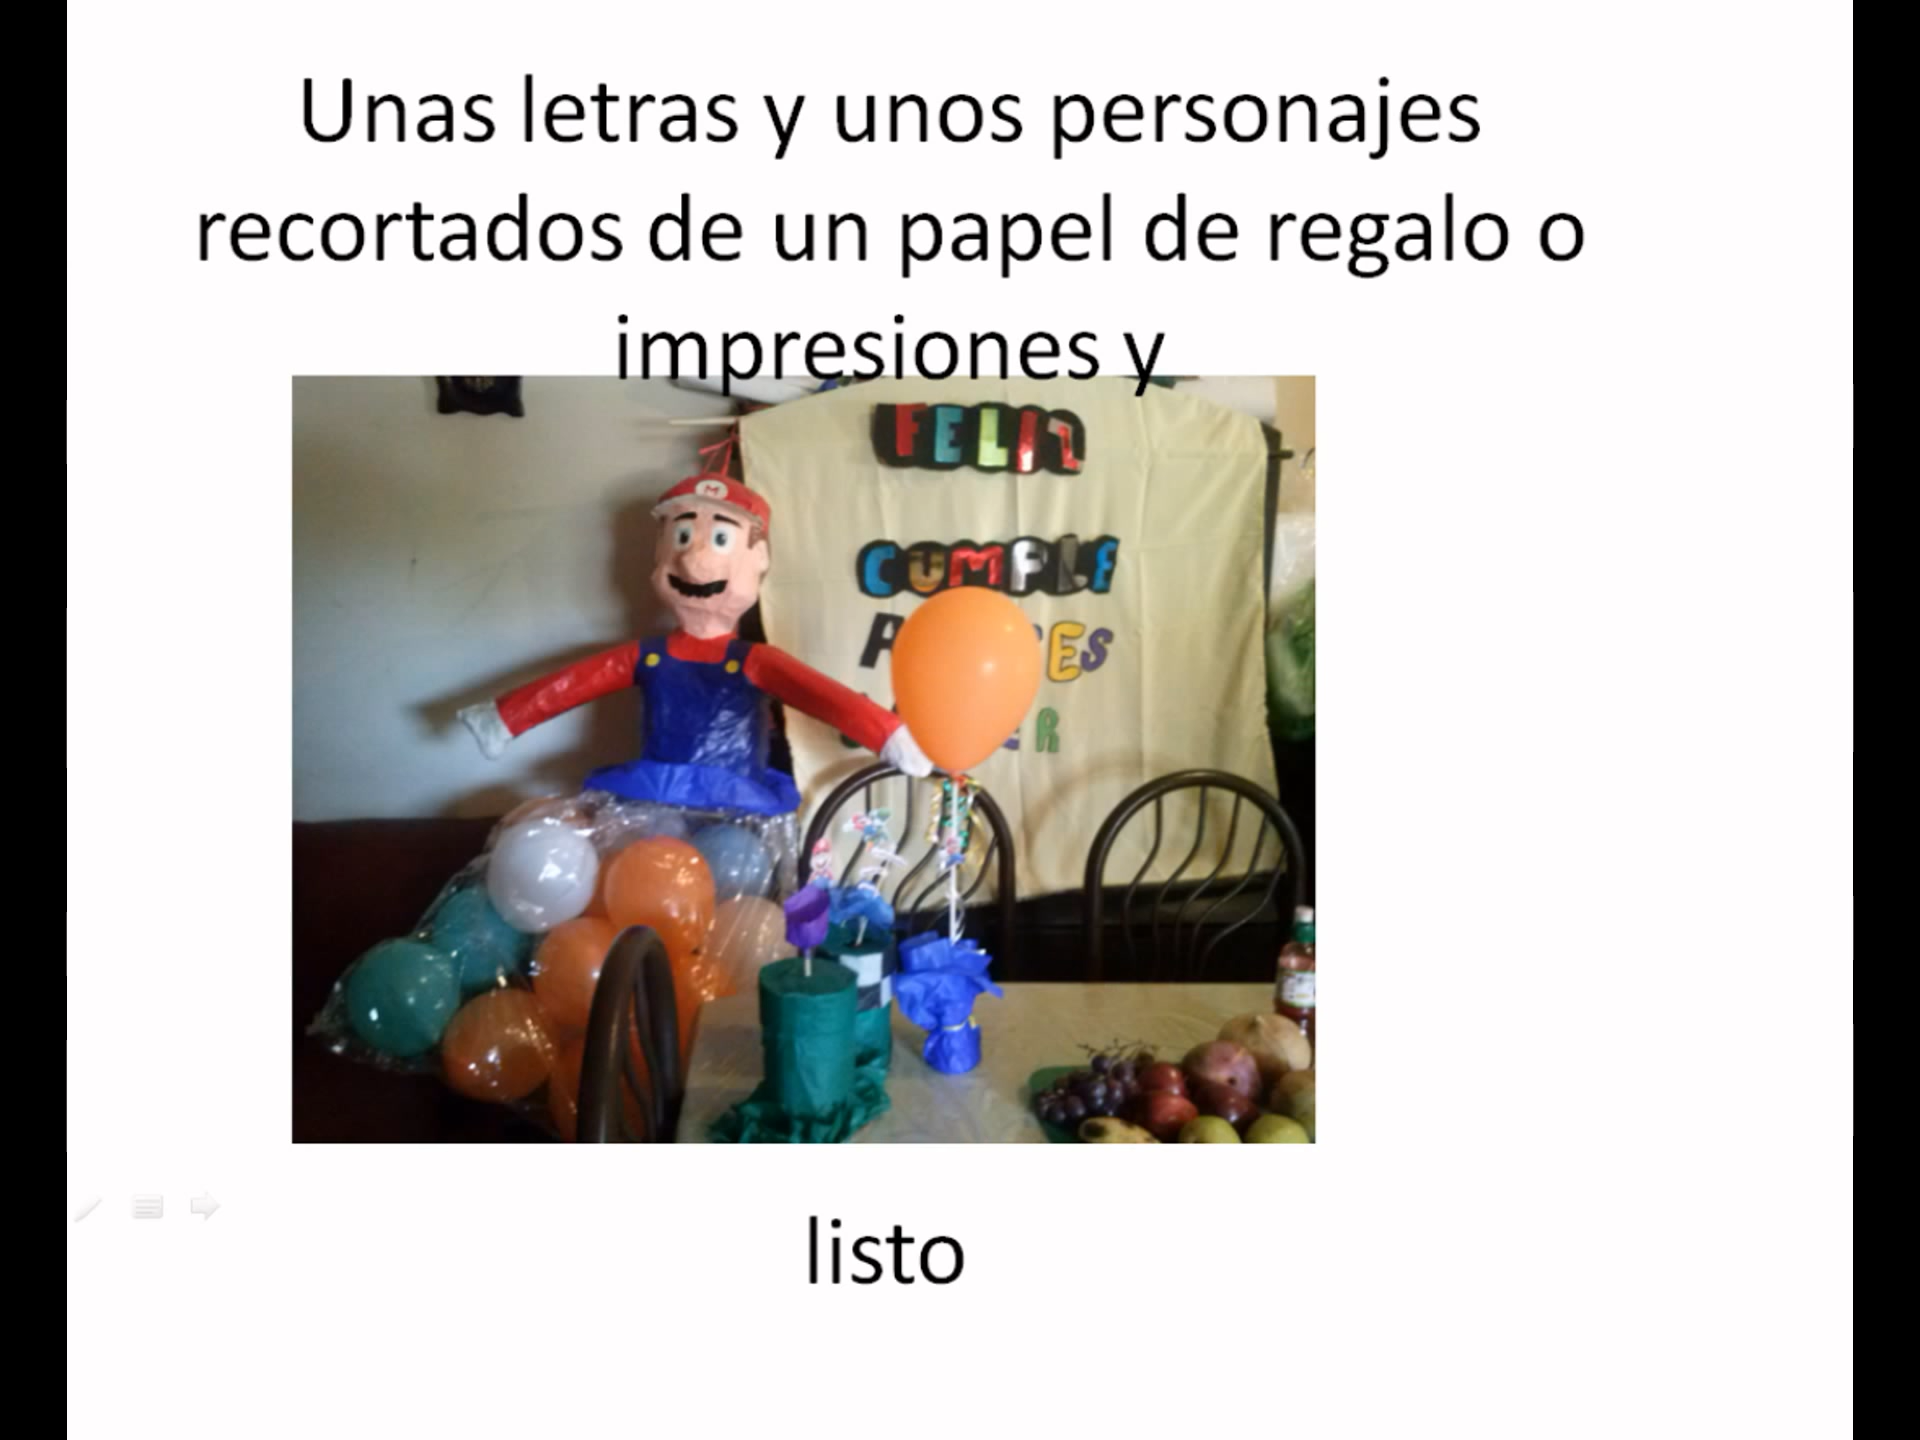 Unas letras y unos personajes
recortados de un papel de regalo o
impresiones y
FELIZ
CUMPLE
M
listo